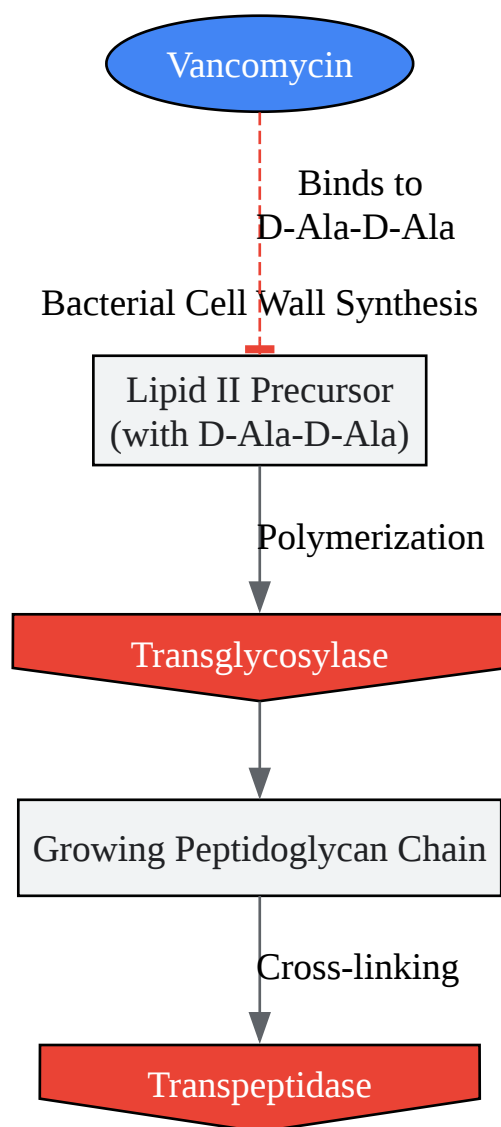 Vancomycin
Binds to
D-Ala-D-Ala
Bacterial Cell Wall Synthesis
Lipid II Precursor
(with D-Ala-D-Ala)
Polymerization
Transglycosylase
Growing Peptidoglycan Chain
Cross-linking
Transpeptidase